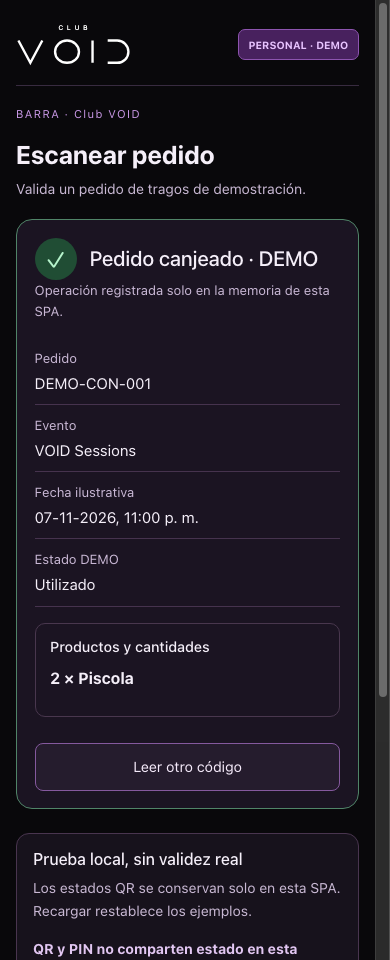 CLUB
VOID
PERSONAL · DEMO
BARRA · Club VOID
Escanear pedido
Valida un pedido de tragos de demostración.
Pedido canjeado · DEMO
Operación registrada solo en la memoria de esta
SPA.
Pedido
DEMO-CON-001
Evento
VOID Sessions
Fecha ilustrativa
07-11-2026, 11:00 p. m.
Estado DEMO
Utilizado
Productos y cantidades
2 × Piscola
Leer otro código
Prueba local, sin validez real
Los estados QR se conservan solo en esta SPA.
Recargar restablece los ejemplos.
QR y PIN no comparten estado en esta